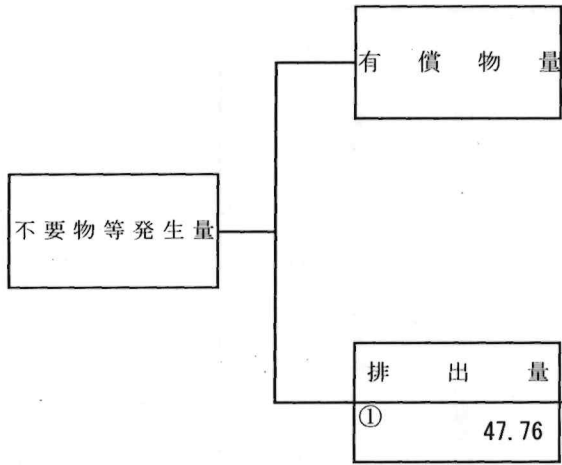 有償物量
不要物等発生量
排出量
①
47.76